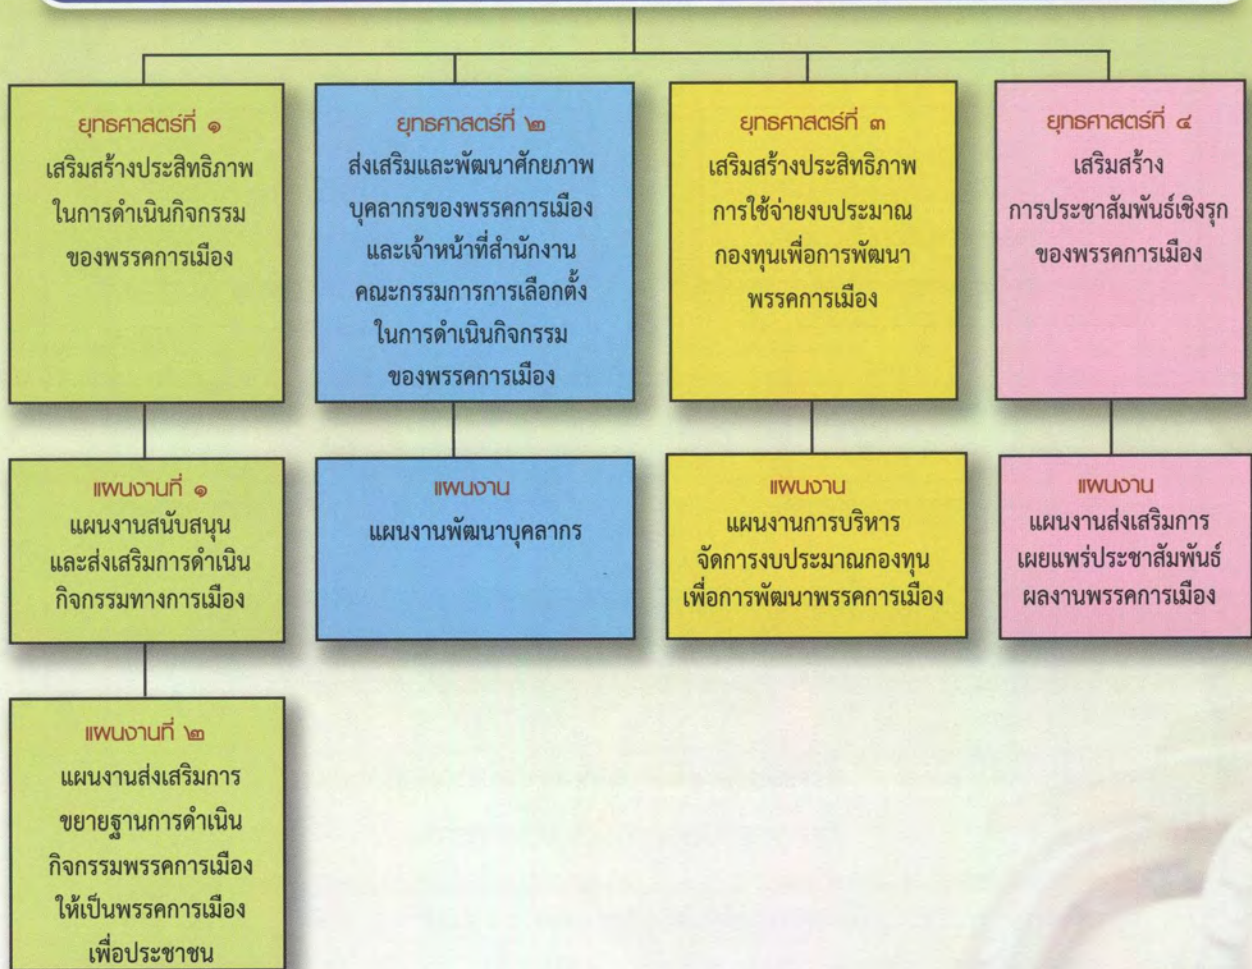 ยุทธศาสตร์ที่ ๑
เสริมสร้างประสิทธิภาพ
ในการดำเนินกิจกรรม
ของพรรคการเมือง
ยุทธศาสตร์ที่ ๒
ส่งเสริมและพัฒนาศักยภาพ
บุคลากรของพรรคการเมือง
และเจ้าหน้าที่สำนักงาน
คณะกรรมการการเลือกตั้ง
ในการดำเนินกิจกรรม
ของพรรคการเมือง
ยุทธศาสตร์ที่ ๓
เสริมสร้างประสิทธิภาพ
การใช้จ่ายงบประมาณ
กองทุนเพื่อการพัฒนา
พรรคการเมือง
ยุทธศาสตร์ที่ ๔
เสริมสร้าง
การประชาสัมพันธ์เชิงรุก
ของพรรคการเมือง
แผนงานที่ ๑
แผนงานสนับสนุน
และส่งเสริมการดำเนิน
กิจกรรมทางการเมือง
แผนงาน
แผนงานพัฒนาบุคลากร
แผนงาน
แผนงานการบริหาร
จัดการงบประมาณกองทุน
เพื่อการพัฒนาพรรคการเมือง
แผนงาน
แผนงานส่งเสริมการ
เผยแพร่ประชาสัมพันธ์
ผลงานพรรคการเมือง
แผนงานที่ ๒
แผนงานส่งเสริมการ
ขยายฐานการดำเนิน
กิจกรรมพรรคการเมือง
ให้เป็นพรรคการเมือง
เพื่อประชาชน